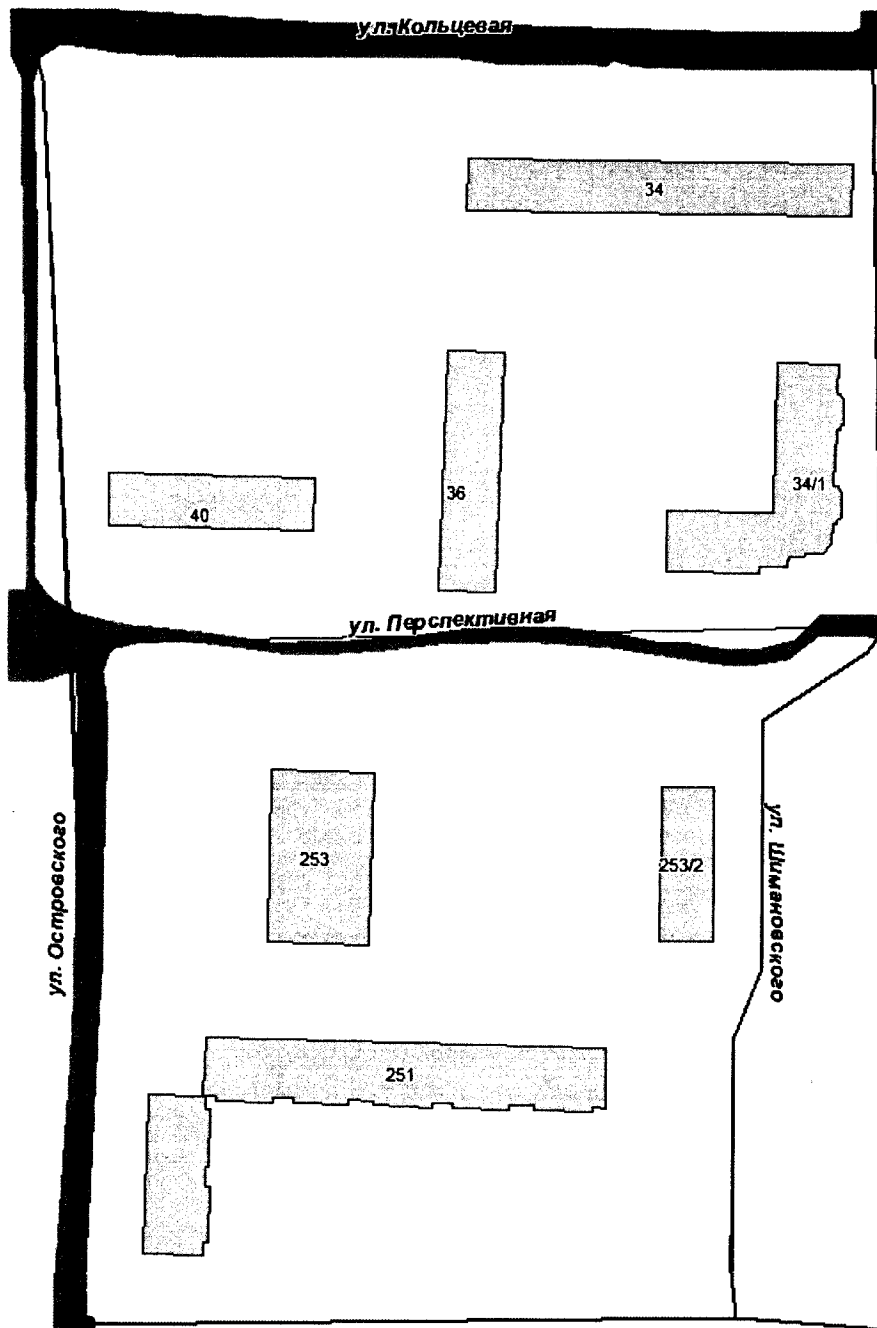 ул. Кольцевая
34
36
34/1
40
ул. Перспективная
253
253/2
ул. Островского
ул. Шимановского
251